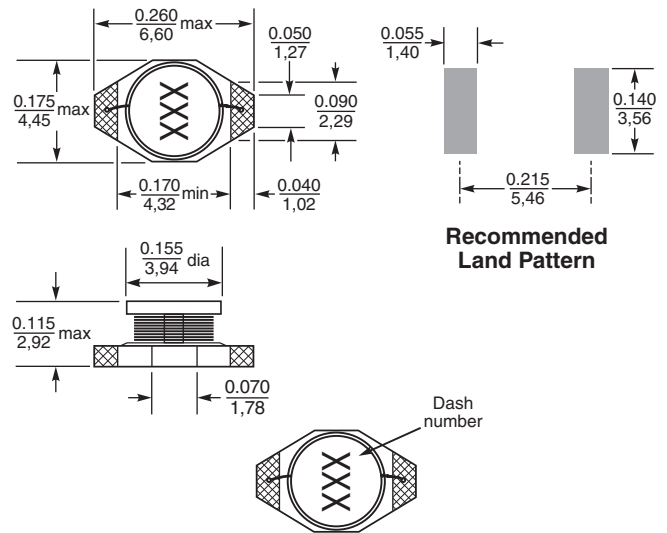 0.260
6,60 max
0.050
1,27
0.175
4,45 max
XXX
0.090
2,29
0.170
4,32 min
0.040
1,02
0.055
1,40
0.140
3,56
0.215
5,46
Recommended
Land Pattern
0.155
3,94 dia
0.115
2,92 max
0.070
1,78
Dash
number
XXX